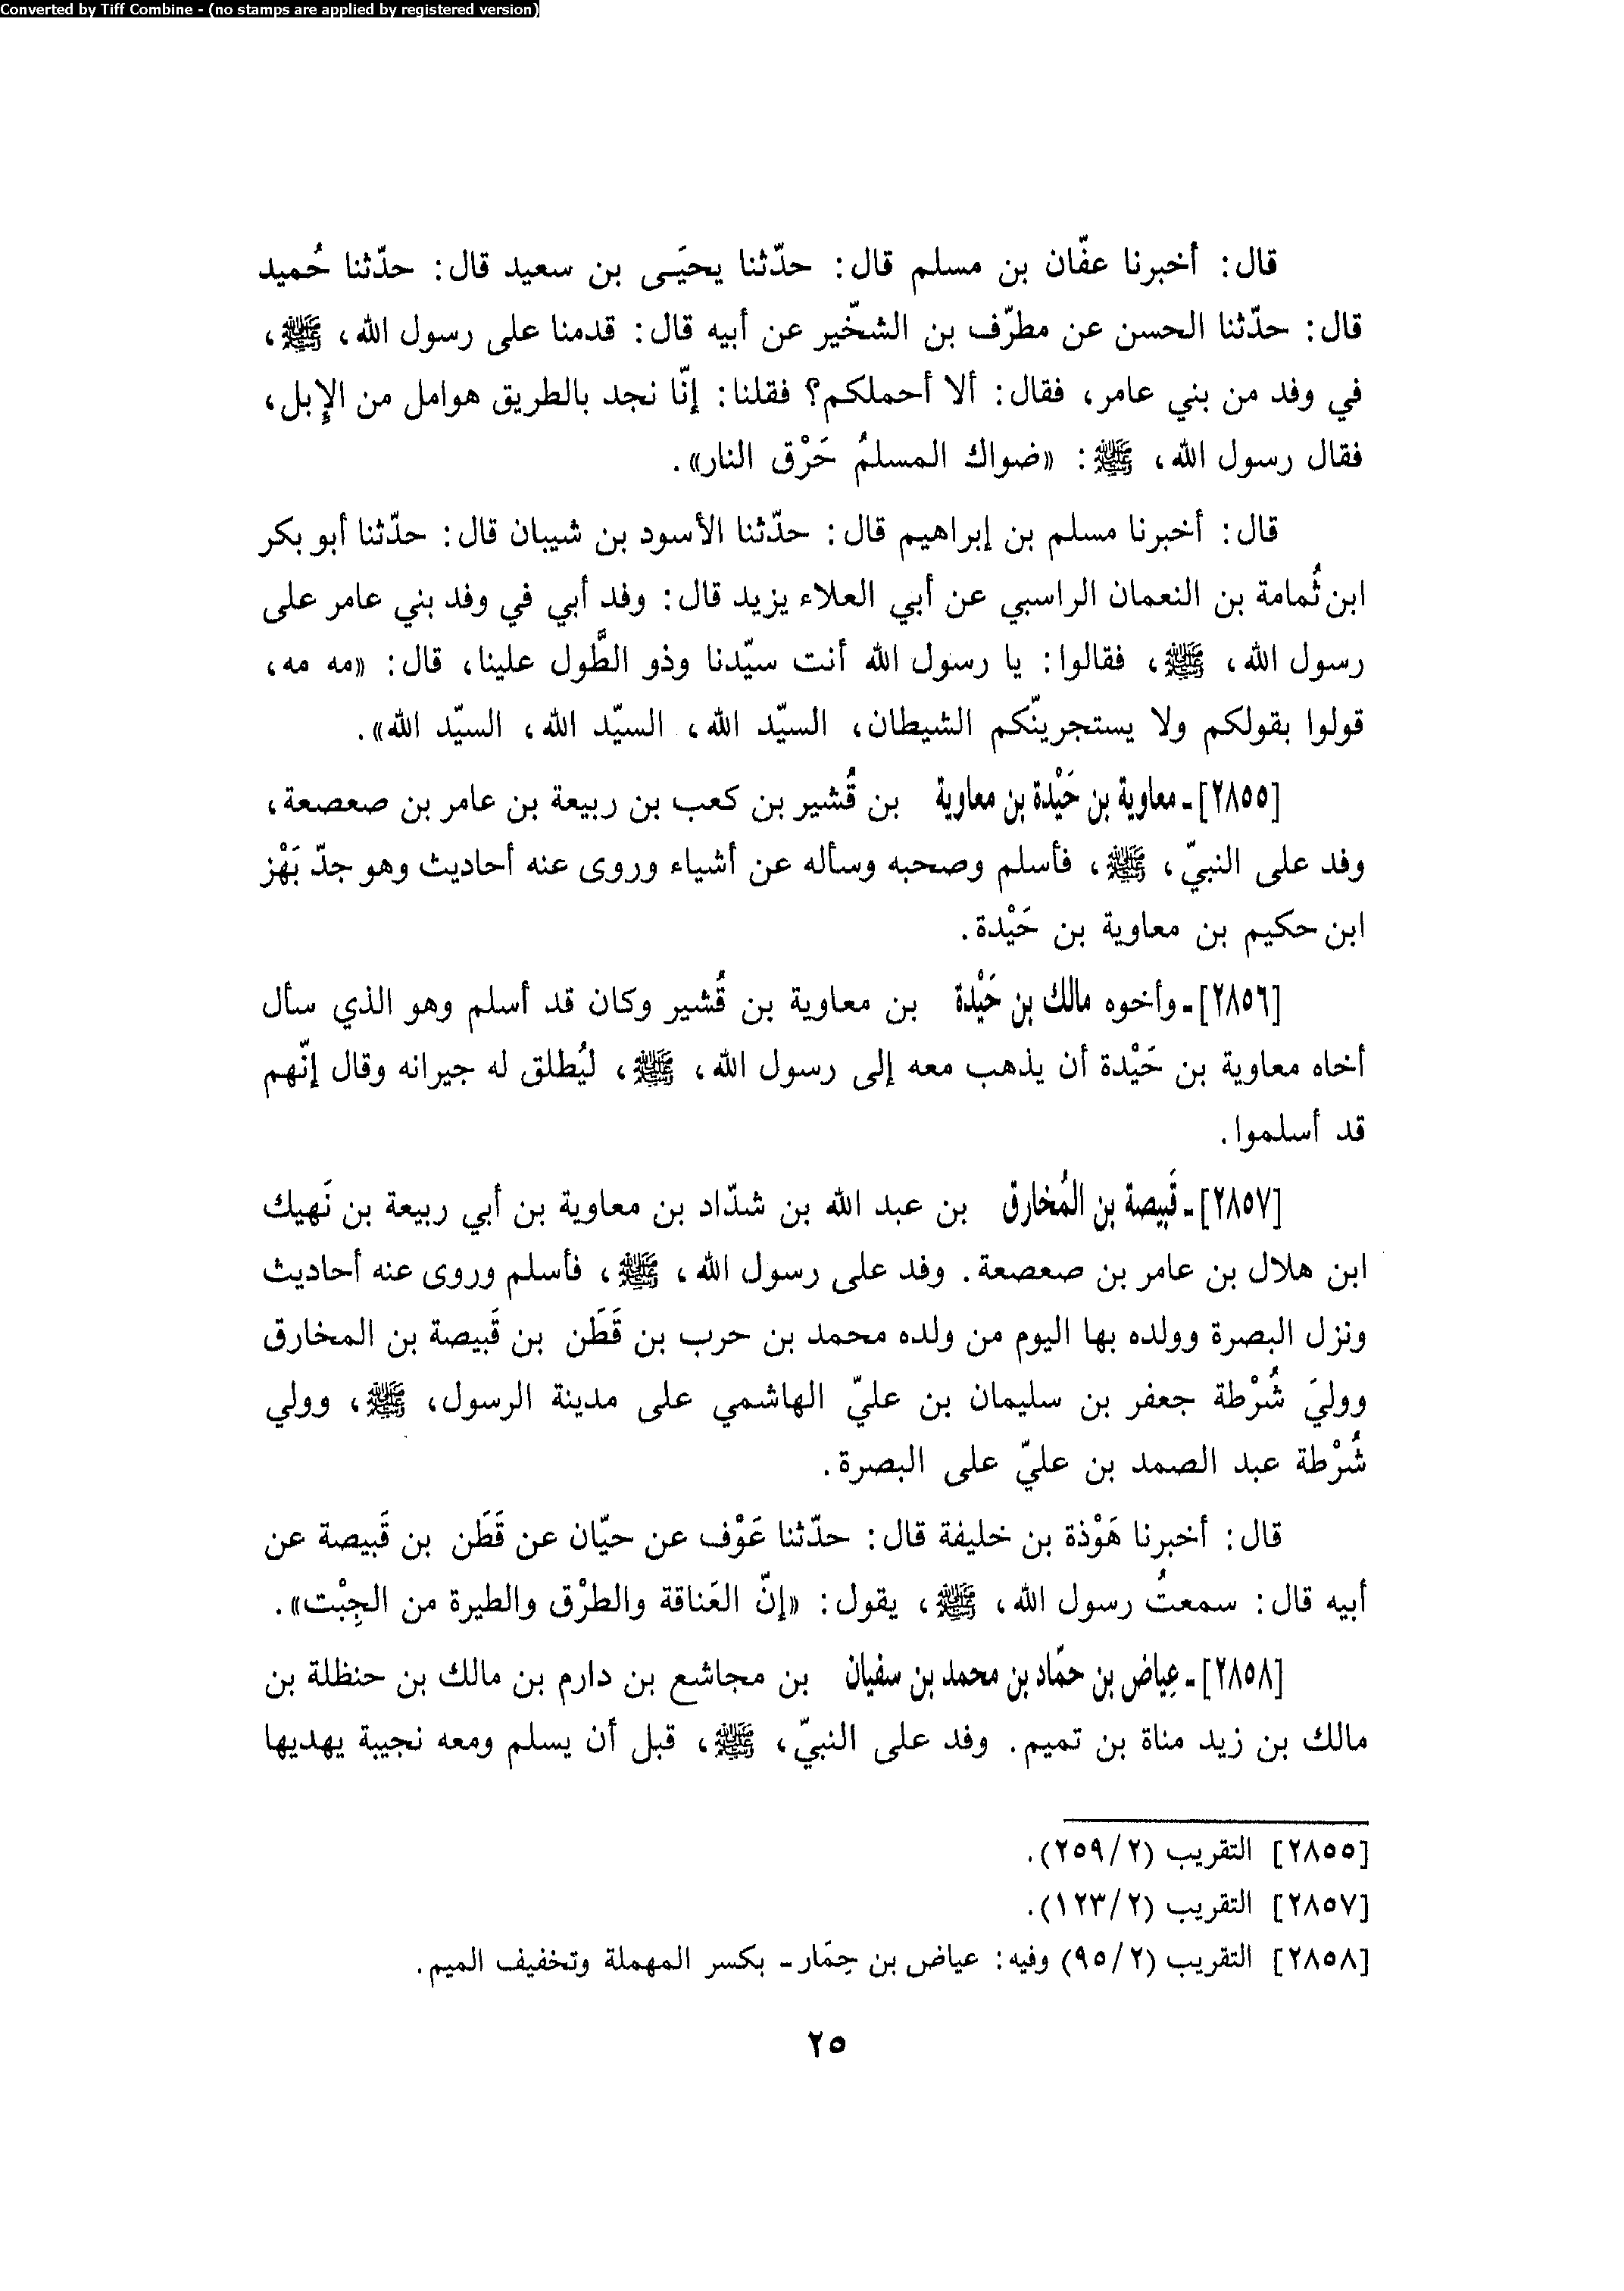 Converted by Tiff Combine - (no stamps are applied by registered version)
قال: أخبرنا عفّان بن مسلم قال: حدّثنا يحيَى بن سعيد قال: حدّثنا حُميد
قال: حدّثنا الحسن عن مطرّف بن الشخّير عن أبيه قال: قدمنا على رسول الله، ﷺ،
في وفد من بني عامر، فقال: ألا أحملكم؟ فقلنا: إنّا نجد بالطريق هوامل من الإِبل،
فقال رسول الله، ﷺ: «ضواك المسلمُ حَرْق النار».
قال: أخبرنا مسلم بن إبراهيم قال: حدّثنا الأسود بن شيبان قال: حدّثنا أبو بكر
ابن ثُمامة بن النعمان الراسبي عن أبي العلاء يزيد قال: وفد أبي في وفد بني عامر على
رسول الله، ﷺ، فقالوا: يا رسول الله أنت سيّدنا وذو الطَّول علينا، قال: «مه مه،
قولوا بقولكم ولا يستجرينّكم الشيطان، السيّد الله، السيّد الله، السيّد الله».
[٢٨٥٥] ـ معاوية بن حَيْدة بن معاوية بن قُشير بن كعب بن ربيعة بن عامر بن صعصعة،
وفد على النبيّ، ﷺ، فأسلم وصحبه وسأله عن أشياء وروى عنه أحاديث وهو جدّ بَهْز
ابن حكيم بن معاوية بن حَيْدة.
[٢٨٥٦] ـ وأخوه مالك بن حَيْدة بن معاوية بن قُشير وكان قد أسلم وهو الذي سأل
أخاه معاوية بن حَيْدة أن يذهب معه إلى رسول الله، ﷺ، ليُطلق له جيرانه وقال إنّهم
قد أسلموا.
[٢٨٥٧] ـ قَبيصة بن المُخارق بن عبد الله بن شدّاد بن معاوية بن أبي ربيعة بن نَهيك
ابن هلال بن عامر بن صعصعة. وفد على رسول الله، ﷺ، فأسلم وروى عنه أحاديث
ونزل البصرة وولده بها اليوم من ولده محمد بن حرب بن قَطَن بن قَبيصة بن المخارق
ووليَ شُرْطة جعفر بن سليمان بن عليّ الهاشمي على مدينة الرسول، ﷺ، وولي
شُرْطة عبد الصمد بن عليّ على البصرة.
قال: أخبرنا هَوْذة بن خليفة قال: حدّثنا عَوْف عن حيّان عن قَطَن بن قَبيصة عن
أبيه قال: سمعتُ رسول الله، ﷺ، يقول: «إنّ العَناقة والطرْق والطيرة من الجِبْت».
[٢٨٥٨] ـ عِياض بن حمّاد بن محمد بن سفيان بن مجاشع بن دارم بن مالك بن حنظلة بن
مالك بن زيد مناة بن تميم. وفد على النبيّ، ﷺ، قبل أن يسلم ومعه نجيبة يهديها
[٢٨٥٥] التقريب (٢/٢٥٩).
[٢٨٥٧] التقريب (٢/١٢٣).
[٢٨٥٨] التقريب (٢/٩٥) وفيه: عياض بن حِمَار ـ بكسر المهملة وتخفيف الميم.
٢٥